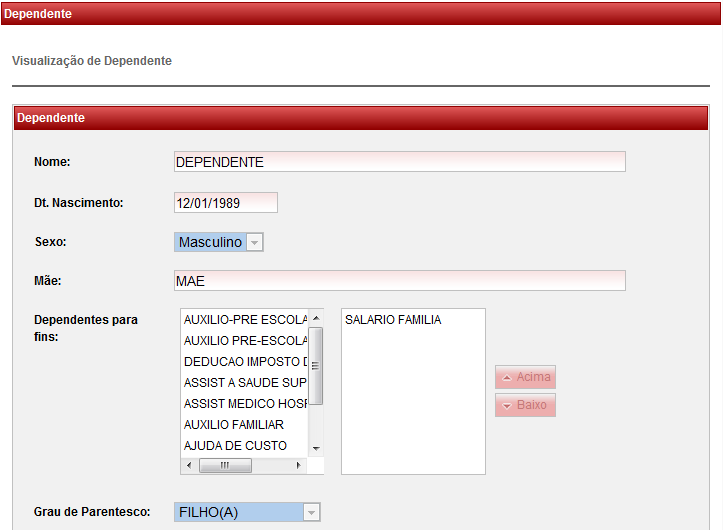 Dependente
Visualização de Dependente
Dependente
Nome:
DEPENDENTE
Dt. Nascimento:
12/01/1989
Sexo:
Masculino
Mãe:
MAE
Dependentes para
fins:
AUXILIO-PRE ESCOLA
AUXILIO PRE-ESCOLA
DEDUCAO IMPOSTO D
ASSIST A SAUDE SUP
ASSIST MEDICO HOSF
AUXILIO FAMILIAR
AJUDA DE CUSTO
SALARIO FAMILIA
Acima
Baixo
Grau de Parentesco:
FILHO(A)